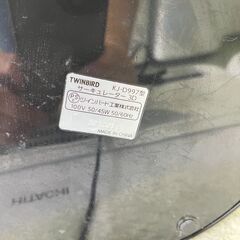 TWINBIRD KJ-D997型
サーキュレーター 3D
ツインバード工業株式会社
100V 50/45W 50/60Hz
MADE IN CHINA
HITACHI